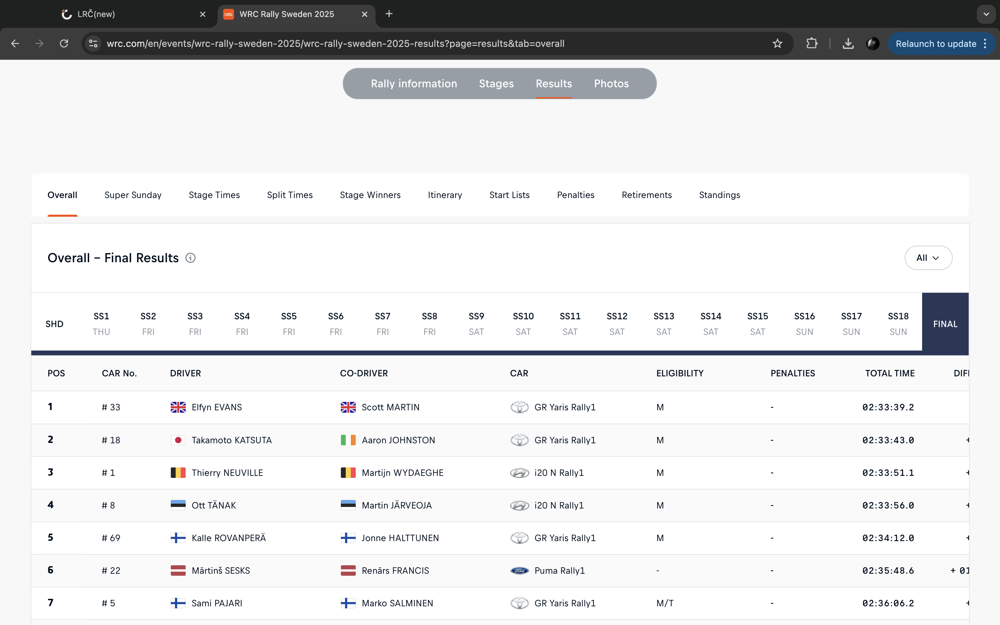 LRČ(new)
WRC Rally Sweden 2025
wrc.com/en/events/wrc-rally-sweden-2025/wrc-rally-sweden-2025-results?page=results&tab=overall
Relaunch to update
Rally information Stages Results Photos
Overall Super Sunday Stage Times Split Times Stage Winners Itinerary Start Lists Penalties Retirements Standings
Overall – Final Results
All
SHD SS1 SS2 SS3 SS4 SS5 SS6 SS7 SS8 SS9 SS10 SS11 SS12 SS13 SS14 SS15 SS16 SS17 SS18 FINAL
THU FRI FRI FRI FRI FRI FRI FRI SAT SAT SAT SAT SAT SAT SAT SUN SUN SUN
POS CAR No. DRIVER CO-DRIVER CAR ELIGIBILITY PENALTIES TOTAL TIME
1 # 33 Elfyn EVANS Scott MARTIN GR Yaris Rally1 M - 02:33:39.2
2 # 18 Takamoto KATSUTA Aaron JOHNSTON GR Yaris Rally1 M - 02:33:43.0 +
3 # 1 Thierry NEUVILLE Martijn WYDAEGHE i20 N Rally1 M - 02:33:51.1 +
4 # 8 Ott TÄNAK Martin JÄRVEOJA i20 N Rally1 M - 02:33:56.0 +
5 # 69 Kalle ROVANPERÄ Jonne HALTTUNEN GR Yaris Rally1 M - 02:34:12.0 +
6 # 22 Mārtinš SESKS Renārs FRANCIS Ford Puma Rally1 - - 02:35:48.6 + 01
7 # 5 Sami PAJARI Marko SALMINEN GR Yaris Rally1 M/T - 02:36:06.2 +